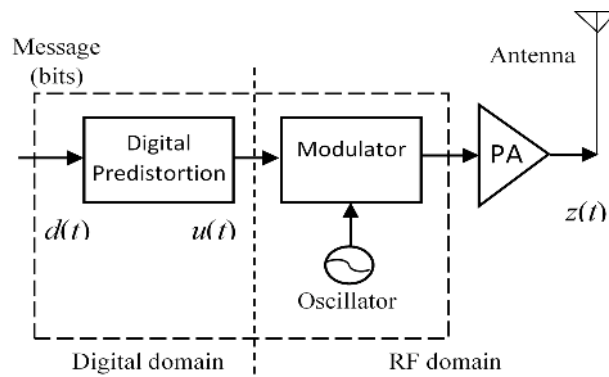 Message
(bits)
Antenna
Digital
Predistortion
Modulator
PA
d(t)
u(t)
z(t)
Oscillator
Digital domain
RF domain